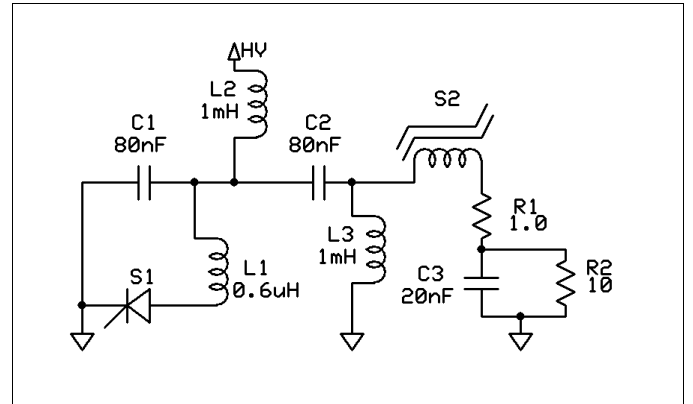 HV
L2
1mH
S2
C1
80nF
C2
80nF
R1
1.0
L3
1mH
S1
L1
0.6uH
C3
20nF
R2
10